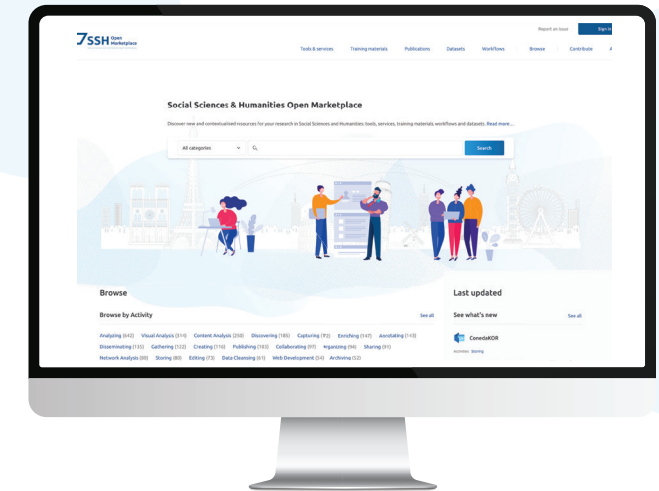 Report an issue
Sign in
SSH Open Marketplace
Tools & services Training materials Publications Datasets Workflows Browse Contribute A
Social Sciences & Humanities Open Marketplace
Discover new and contextualised resources for your research in Social Sciences and Humanities: tools, services, training materials, workflows and datasets. Read more...
All categories Search
Browse
Last updated
Browse by Activity See all
See what's new See all
Analyzing (642) Visual Analysis (314) Content Analysis (250) Discovering (185) Capturing Enriching (147) Annotating (143)
ConedaKOR
Disseminating (135) Gathering (122) Creating (116) Publishing (103) Collaborating (97) Organizing (94) Sharing (91)
Storing
Network Analysis Storing (80) Editing (73) Data Cleansing (61) Web Development (54) Archiving (52)